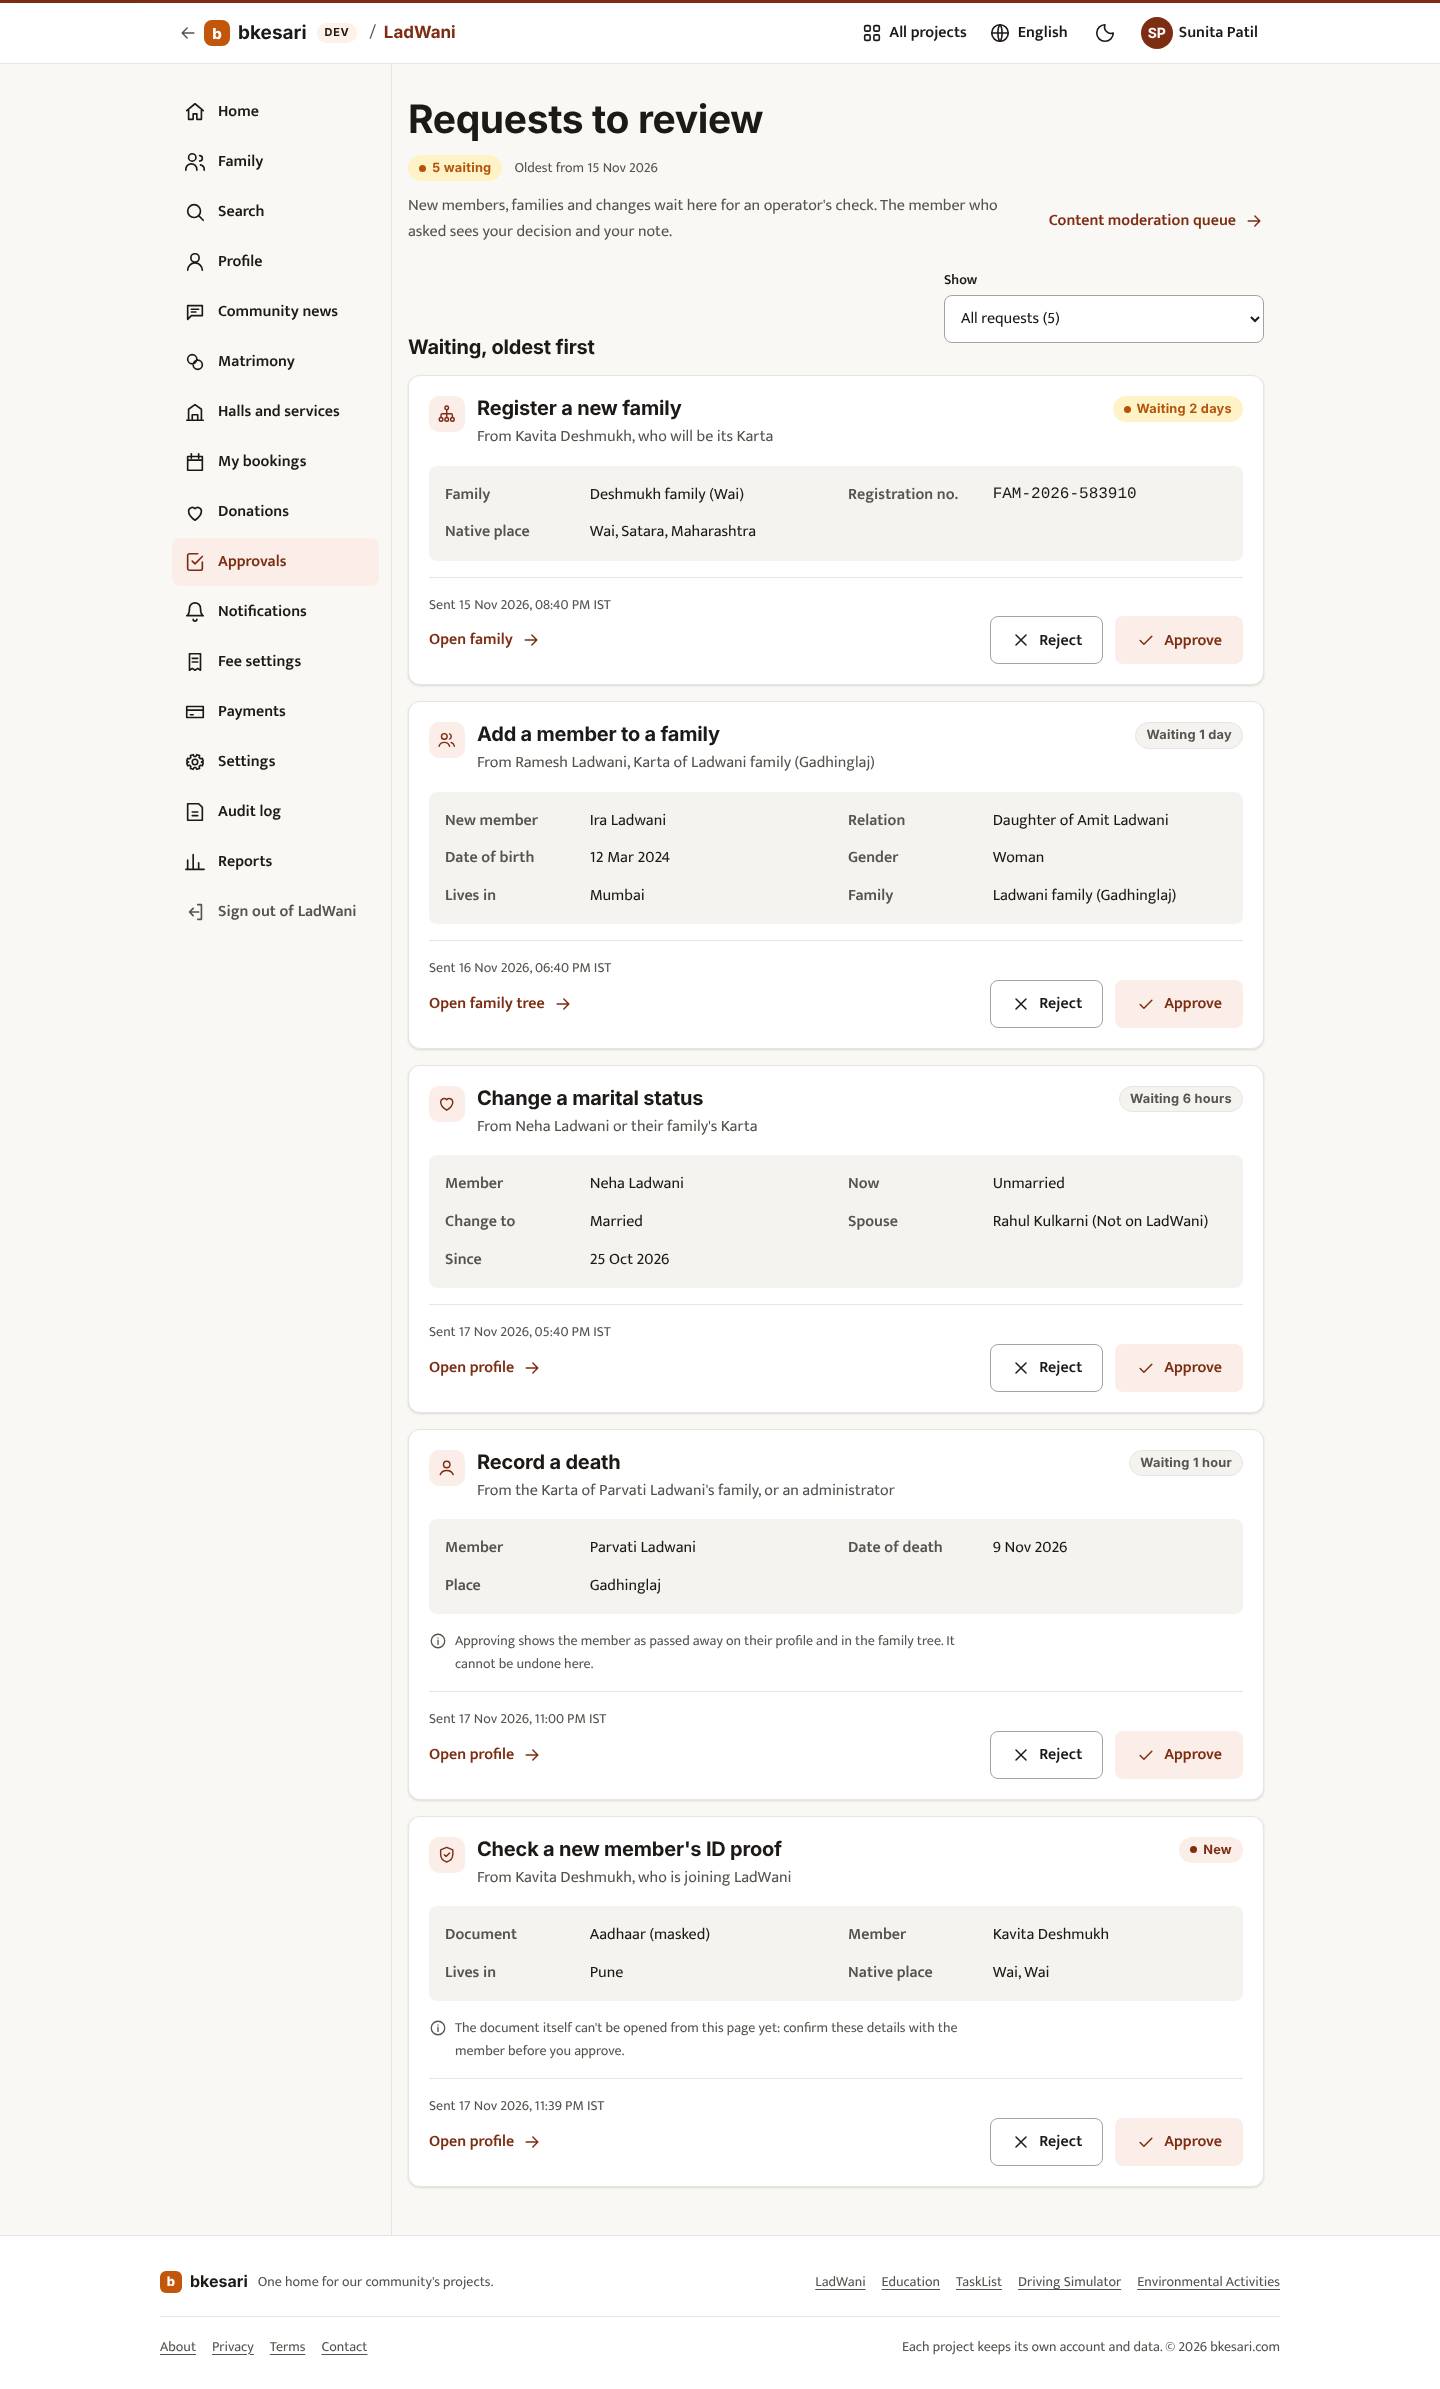 b bkesari DEV / LadWani
All projects
English
SP Sunita Patil
Home
Family
Search
Profile
Community news
Matrimony
Halls and services
My bookings
Donations
Approvals
Notifications
Fee settings
Payments
Settings
Audit log
Reports
Sign out of LadWani
Requests to review
5 waiting Oldest from 15 Nov 2026
New members, families and changes wait here for an operator's check. The member who
asked sees your decision and your note.
Content moderation queue
Show
All requests (5)
Waiting, oldest first
Register a new family
Waiting 2 days
From Kavita Deshmukh, who will be its Karta
Family Deshmukh family (Wai) Registration no. FAM-2026-583910
Native place Wai, Satara, Maharashtra
Sent 15 Nov 2026, 08:40 PM IST
Open family
Reject Approve
Add a member to a family
Waiting 1 day
From Ramesh Ladwani, Karta of Ladwani family (Gadhinglaj)
New member Ira Ladwani Relation Daughter of Amit Ladwani
Date of birth 12 Mar 2024 Gender Woman
Lives in Mumbai Family Ladwani family (Gadhinglaj)
Sent 16 Nov 2026, 06:40 PM IST
Open family tree
Reject Approve
Change a marital status
Waiting 6 hours
From Neha Ladwani or their family's Karta
Member Neha Ladwani Now Unmarried
Change to Married Spouse Rahul Kulkarni (Not on LadWani)
Since 25 Oct 2026
Sent 17 Nov 2026, 05:40 PM IST
Open profile
Reject Approve
Record a death
Waiting 1 hour
From the Karta of Parvati Ladwani's family, or an administrator
Member Parvati Ladwani Date of death 9 Nov 2026
Place Gadhinglaj
Approving shows the member as passed away on their profile and in the family tree. It
cannot be undone here.
Sent 17 Nov 2026, 11:00 PM IST
Open profile
Reject Approve
Check a new member's ID proof
New
From Kavita Deshmukh, who is joining LadWani
Document Aadhaar (masked) Member Kavita Deshmukh
Lives in Pune Native place Wai, Wai
The document itself can't be opened from this page yet: confirm these details with the
member before you approve.
Sent 17 Nov 2026, 11:39 PM IST
Open profile
Reject Approve
b bkesari One home for our community's projects.
LadWani Education TaskList Driving Simulator Environmental Activities
About Privacy Terms Contact
Each project keeps its own account and data. © 2026 bkesari.com